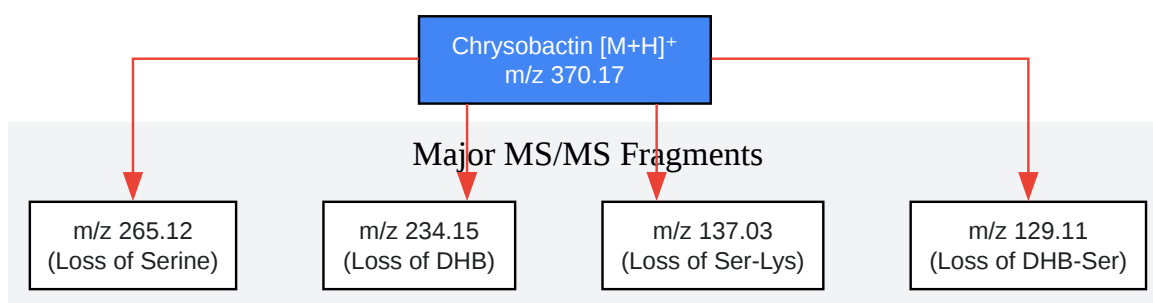 Chrysobactin [M+H]⁺
m/z 370.17
Major MS/MS Fragments
m/z 265.12
(Loss of Serine)
m/z 234.15
(Loss of DHB)
m/z 137.03
(Loss of Ser-Lys)
m/z 129.11
(Loss of DHB-Ser)